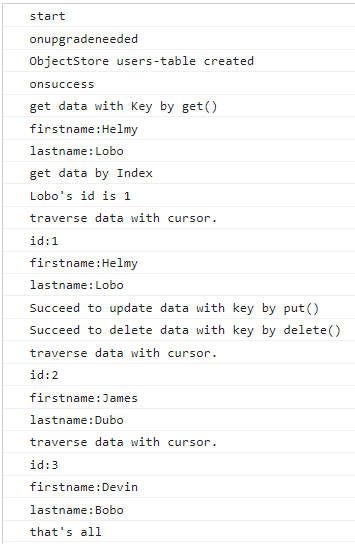 start
onupgradeneeded
ObjectStore users-table created
onsuccess
get data with Key by get()
firstname:Helmy
lastname:Lobo
get data by Index
Lobo's id is 1
traverse data with cursor.
id:1
firstname:Helmy
lastname:Lobo
Succeed to update data with key by put()
Succeed to delete data with key by delete()
traverse data with cursor.
id:2
firstname:James
lastname:Dubo
traverse data with cursor.
id:3
firstname:Devin
lastname:Bobo
that's all